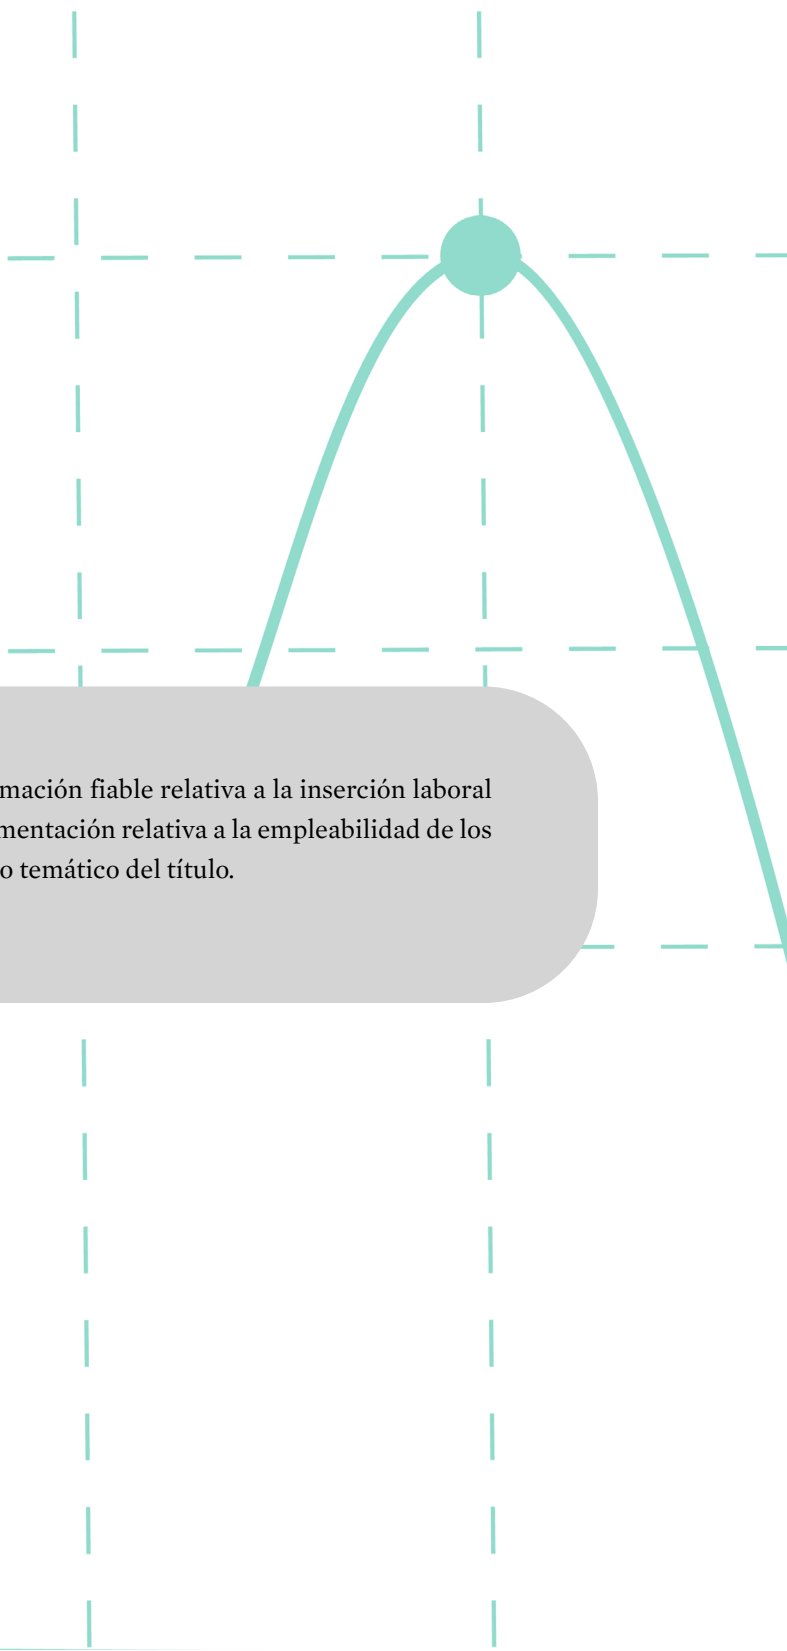 mación fiable relativa a la inserción laboral
mentación relativa a la empleabilidad de los
o temático del título.